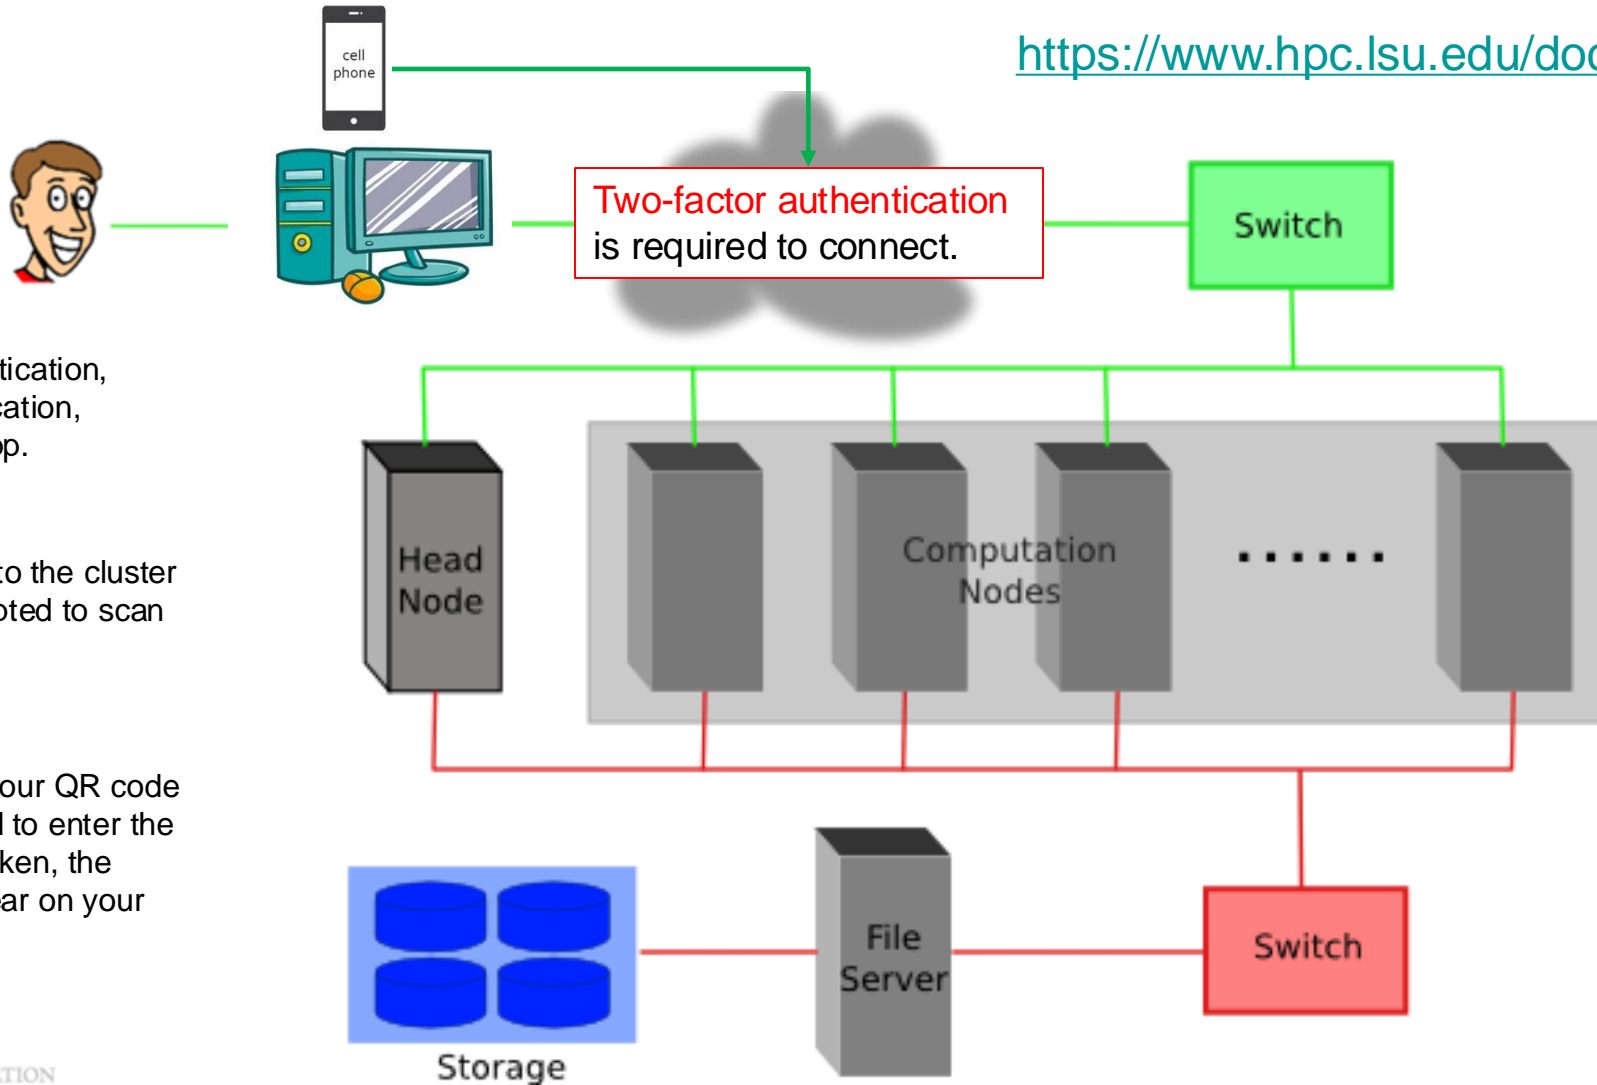 cell
phone
https://www.hpc.lsu.edu/doc
Two-factor authentication
is required to connect.
Switch
tication,
cation,
op.
to the cluster
pted to scan
our QR code
d to enter the
ken, the
ear on your
Head
Node
Computation
Nodes
......
File
Server
Switch
Storage
ATION